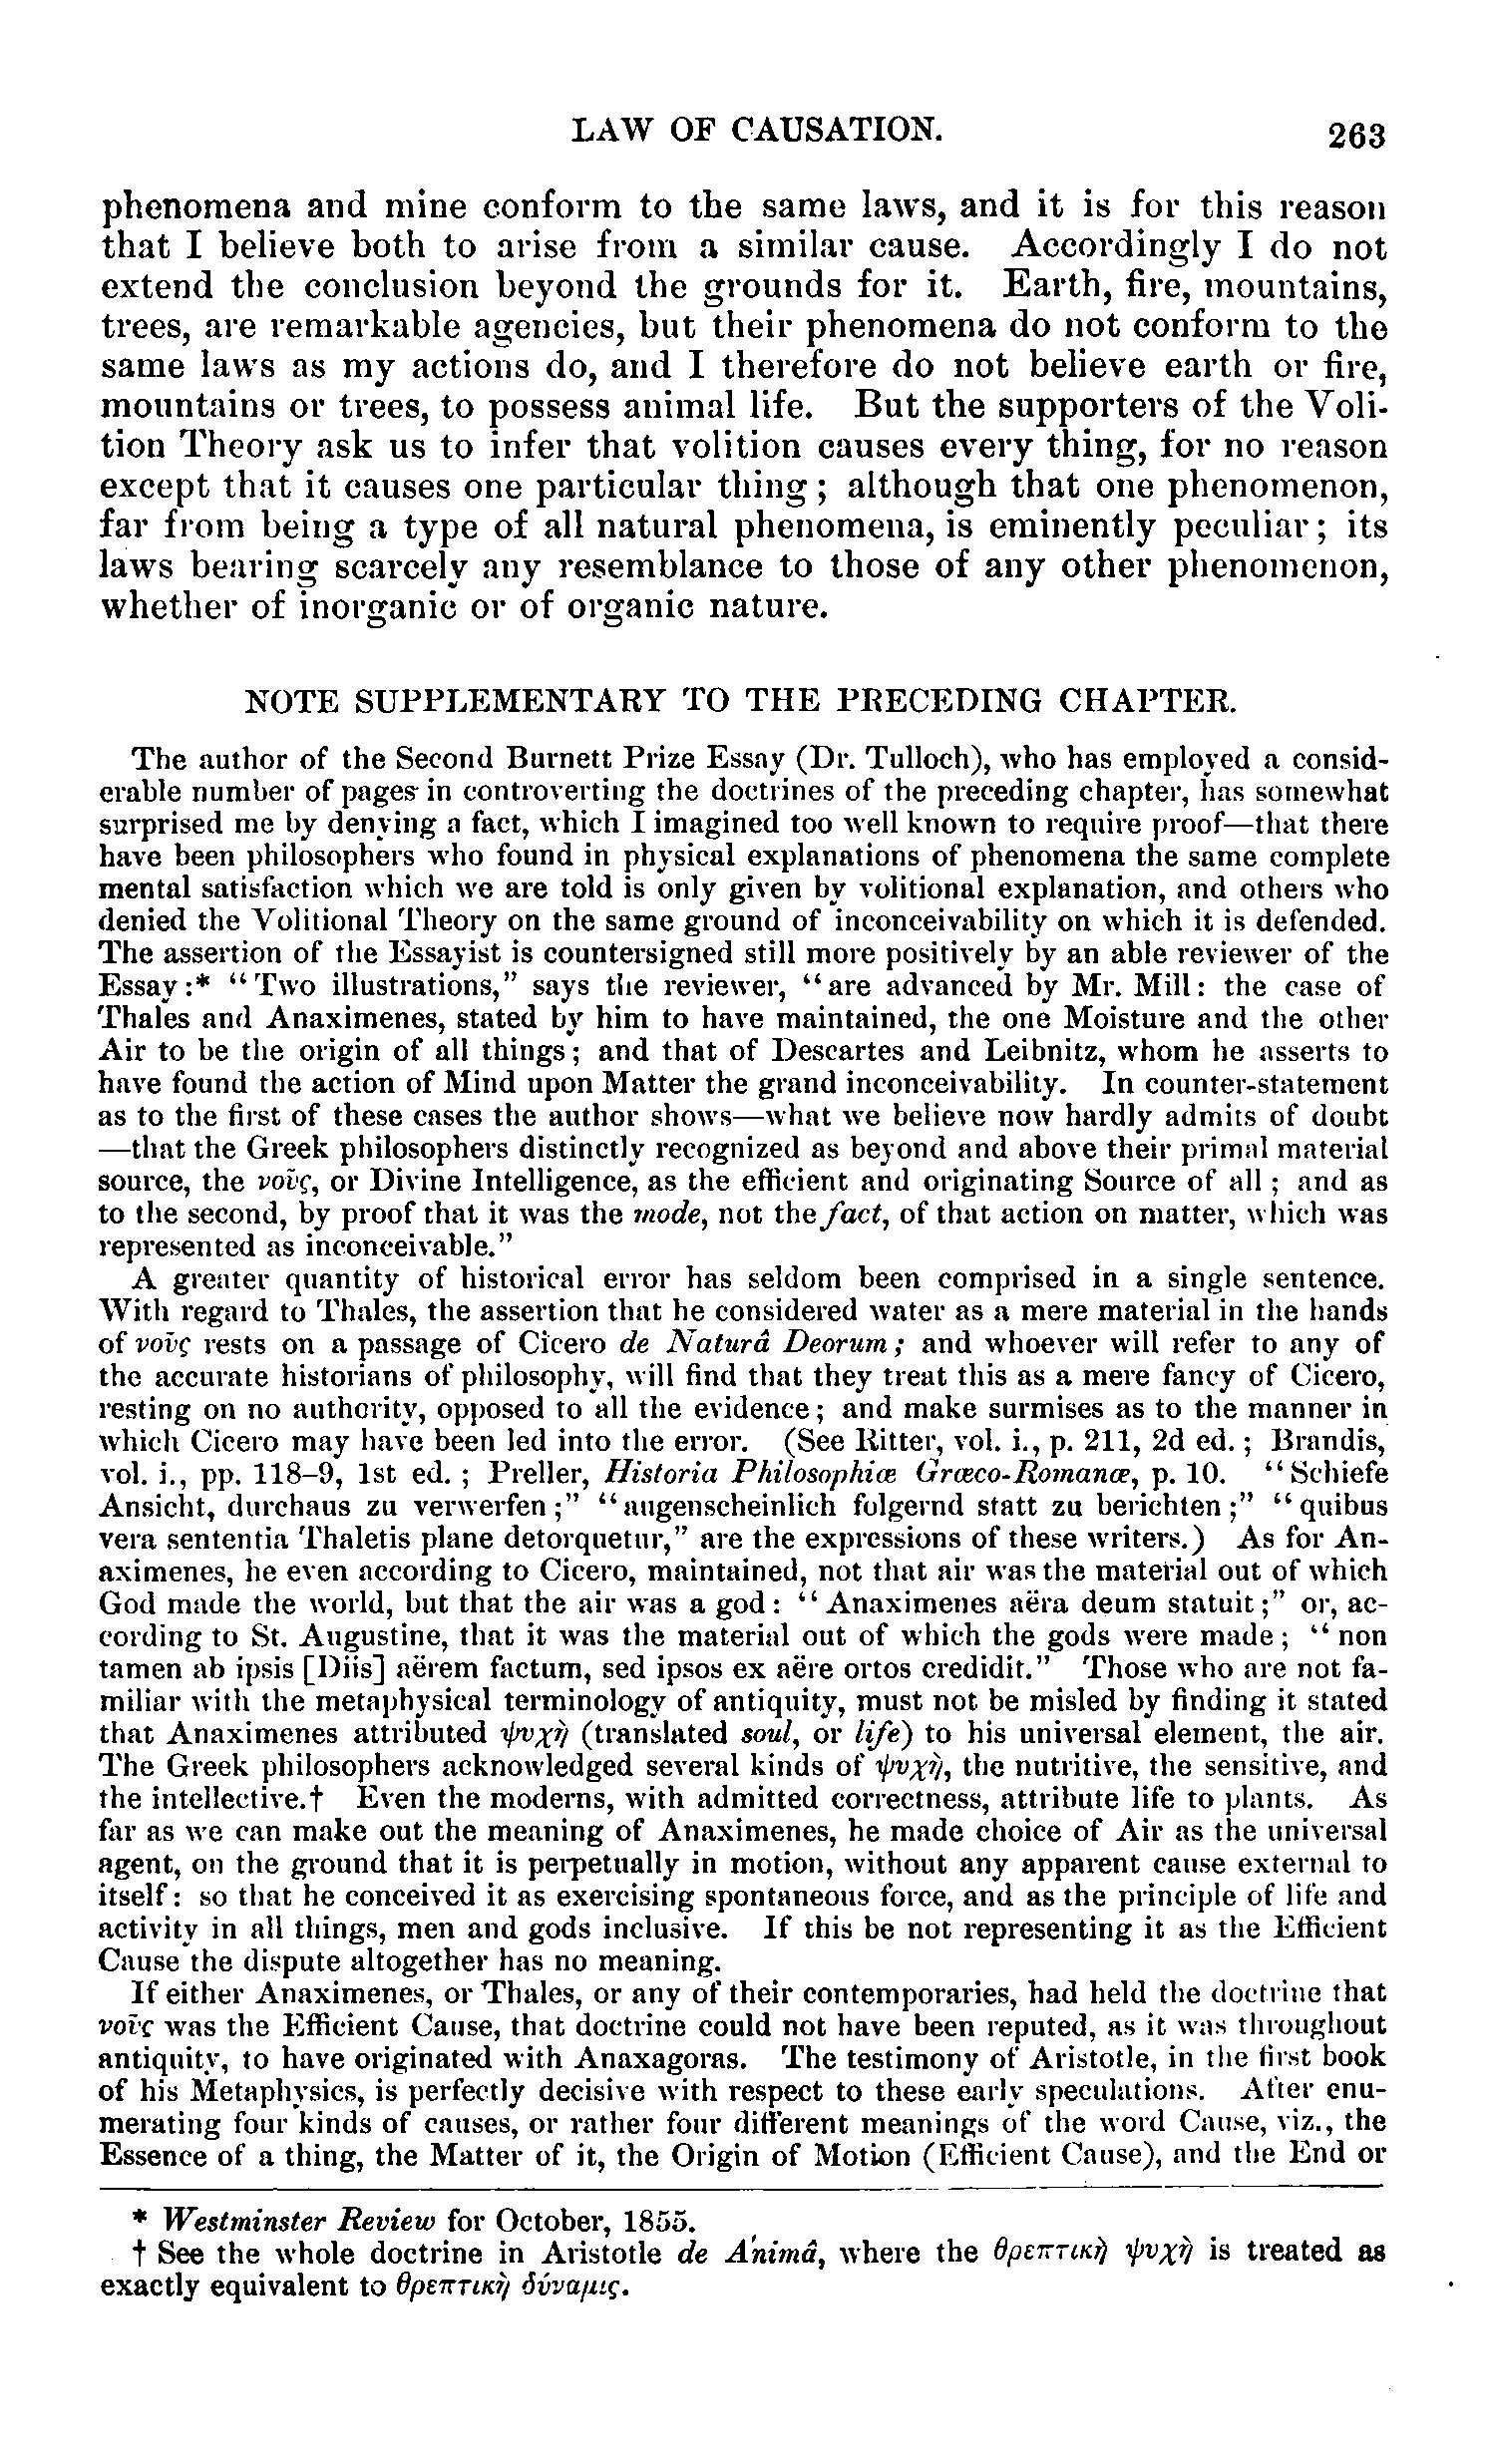 LAW OF CAUSATION. 263
phenomena and mine conform to the same laws, and it is for this reason
that I believe both to arise from a similar cause. Accordingly I do not
extend the conclusion beyond the grounds for it. Earth, fire, mountains,
trees, are remarkable agencies, but their phenomena do not conform to the
same laws as my actions do, and I therefore do not believe earth or fire,
mountains or trees, to possess animal life. But the supporters of the Voli-
tion Theory ask us to infer that volition causes every thing, for no reason
except that it causes one particular thing; although that one phenomenon,
far from being a type of all natural phenomena, is eminently peculiar; its
laws bearing scarcely any resemblance to those of any other phenomenon,
whether of inorganic or of organic nature.
NOTE SUPPLEMENTARY TO THE PRECEDING CHAPTER.
The author of the Second Burnett Prize Essay (Dr. Tulloch), who has employed a consid-
erable number of pages in controverting the doctrines of the preceding chapter, has somewhat
surprised me by denying a fact, which I imagined too well known to require proof—that there
have been philosophers who found in physical explanations of phenomena the same complete
mental satisfaction which we are told is only given by volitional explanation, and others who
denied the Volitional Theory on the same ground of inconceivability on which it is defended.
The assertion of the Essayist is countersigned still more positively by an able reviewer of the
Essay:* "Two illustrations," says the reviewer, "are advanced by Mr. Mill: the case of
Thales and Anaximenes, stated by him to have maintained, the one Moisture and the other
Air to be the origin of all things; and that of Descartes and Leibnitz, whom he asserts to
have found the action of Mind upon Matter the grand inconceivability. In counter-statement
as to the first of these cases the author shows—what we believe now hardly admits of doubt
—that the Greek philosophers distinctly recognized as beyond and above their primal material
source, the νοῦς, or Divine Intelligence, as the efficient and originating Source of all; and as
to the second, by proof that it was the mode, not the fact, of that action on matter, which was
represented as inconceivable."
A greater quantity of historical error has seldom been comprised in a single sentence.
With regard to Thales, the assertion that he considered water as a mere material in the hands
of νοῦς rests on a passage of Cicero de Naturâ Deorum; and whoever will refer to any of
the accurate historians of philosophy, will find that they treat this as a mere fancy of Cicero,
resting on no authority, opposed to all the evidence; and make surmises as to the manner in
which Cicero may have been led into the error. (See Ritter, vol. i., p. 211, 2d ed.; Brandis,
vol. i., pp. 118–9, 1st ed.; Preller, Historia Philosophiæ Græco-Romanæ, p. 10. "Schiefe
Ansicht, durchaus zu verwerfen;" "augenscheinlich folgernd statt zu berichten;" "quibus
vera sententia Thaletis plane detorquetur," are the expressions of these writers.) As for An-
aximenes, he even according to Cicero, maintained, not that air was the material out of which
God made the world, but that the air was a god: "Anaximenes aëra deum statuit;" or, ac-
cording to St. Augustine, that it was the material out of which the gods were made; "non
tamen ab ipsis [Diis] aërem factum, sed ipsos ex aëre ortos credidit." Those who are not fa-
miliar with the metaphysical terminology of antiquity, must not be misled by finding it stated
that Anaximenes attributed ψυχὴ (translated soul, or life) to his universal element, the air.
The Greek philosophers acknowledged several kinds of ψυχὴ, the nutritive, the sensitive, and
the intellective.† Even the moderns, with admitted correctness, attribute life to plants. As
far as we can make out the meaning of Anaximenes, he made choice of Air as the universal
agent, on the ground that it is perpetually in motion, without any apparent cause external to
itself: so that he conceived it as exercising spontaneous force, and as the principle of life and
activity in all things, men and gods inclusive. If this be not representing it as the Efficient
Cause the dispute altogether has no meaning.
If either Anaximenes, or Thales, or any of their contemporaries, had held the doctrine that
νοῦς was the Efficient Cause, that doctrine could not have been reputed, as it was throughout
antiquity, to have originated with Anaxagoras. The testimony of Aristotle, in the first book
of his Metaphysics, is perfectly decisive with respect to these early speculations. After enu-
merating four kinds of causes, or rather four different meanings of the word Cause, viz., the
Essence of a thing, the Matter of it, the Origin of Motion (Efficient Cause), and the End or
* Westminster Review for October, 1855.
† See the whole doctrine in Aristotle de Animâ, where the θρεπτικὴ ψυχὴ is treated as
exactly equivalent to θρεπτικὴ δύναμις.